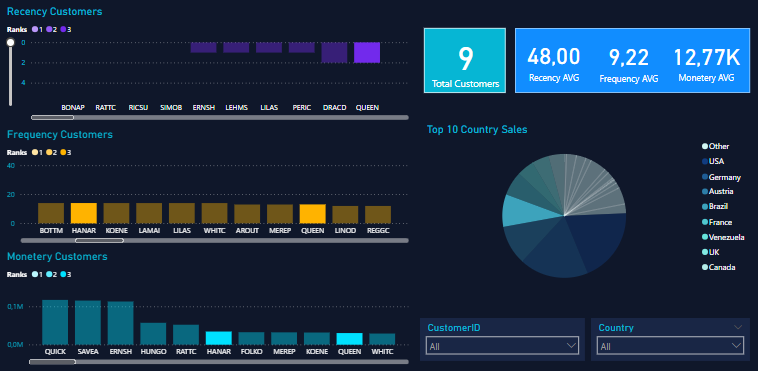 Recency Customers
Ranks 1 2 3
0
2
4
BONAP RATTC RICSU SIMOB ERNSH LEHMS LILAS PERIC DRACD QUEEN
9
Total Customers
48,00 9,22 12,77K
Recency AVG Frequency AVG Monetery AVG
Frequency Customers
Ranks 1 2 3
40
20
0
BOTTM HANAR KOENE LAMAI LILAS WHITC AROUT MEREP QUEEN LINOD REGGC
Monetery Customers
Ranks 1 2 3
0,1M
0,0M
QUICK SAVEA ERNSH HUNGO RATTC HANAR FOLKO MEREP KOENE QUEEN WHITC
Top 10 Country Sales
Other
USA
Germany
Austria
Brazil
France
Venezuela
UK
Canada
CustomerID
All
Country
All